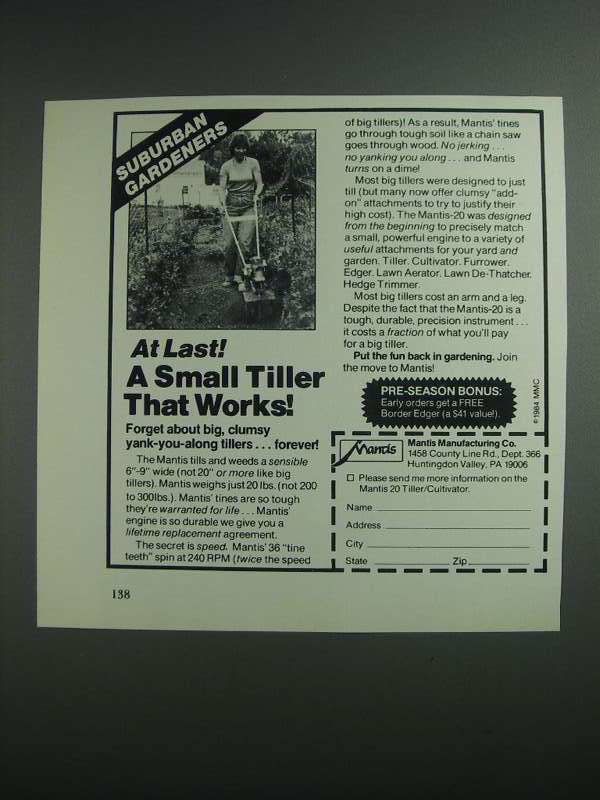 SUBURBAN
GARDENERS
At Last!
A Small Tiller
That Works!
Forget about big, clumsy
yank-you-along tillers . . . forever!
The Mantis tills and weeds a sensible
6"-9" wide (not 20" or more like big
tillers). Mantis weighs just 20 lbs. (not 200
to 300lbs.). Mantis' tines are so tough
they're warranted for life . . . Mantis'
engine is so durable we give you a
lifetime replacement agreement.
The secret is speed. Mantis' 36 "tine
teeth" spin at 240 RPM (twice the speed
of big tillers)! As a result, Mantis' tines
go through tough soil like a chain saw
goes through wood. No jerking . . .
no yanking you along . . . and Mantis
turns on a dime!
Most big tillers were designed to just
till (but many now offer clumsy "add-
on" attachments to try to justify their
high cost). The Mantis-20 was designed
from the beginning to precisely match
a small, powerful engine to a variety of
useful attachments for your yard and
garden. Tiller. Cultivator. Furrower.
Edger. Lawn Aerator. Lawn De-Thatcher.
Hedge Trimmer.
Most big tillers cost an arm and a leg.
Despite the fact that the Mantis-20 is a
tough, durable, precision instrument . . .
it costs a fraction of what you'll pay
for a big tiller.
Put the fun back in gardening. Join
the move to Mantis!
PRE-SEASON BONUS:
Early orders get a FREE
Border Edger (a $41 value!).
©1984 MMC
Mantis
Mantis Manufacturing Co.
1458 County Line Rd., Dept. 366
Huntingdon Valley, PA 19006
Please send me more information on the
Mantis 20 Tiller/Cultivator.
Name
Address
City
State Zip
138